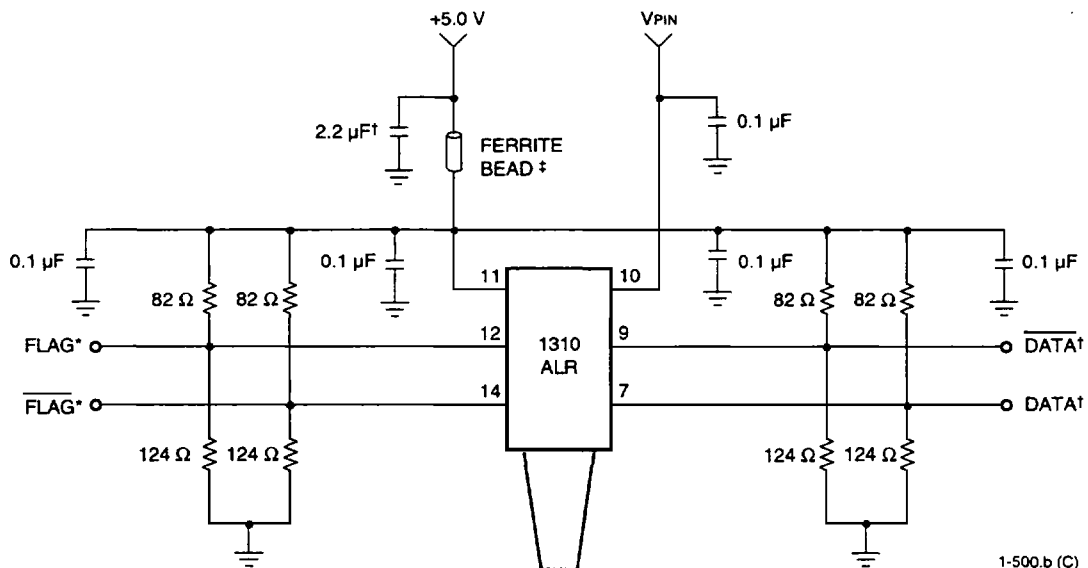 +5.0 V
VPIN
2.2 µF†
FERRITE
BEAD ‡
0.1 µF
0.1 µF
0.1 µF
0.1 µF
0.1 µF
11
10
82 Ω
82 Ω
82 Ω
82 Ω
FLAG*
12
1310
ALR
9
DATA†
FLAG*
14
7
DATA†
124 Ω
124 Ω
124 Ω
124 Ω
1-500.b (C)